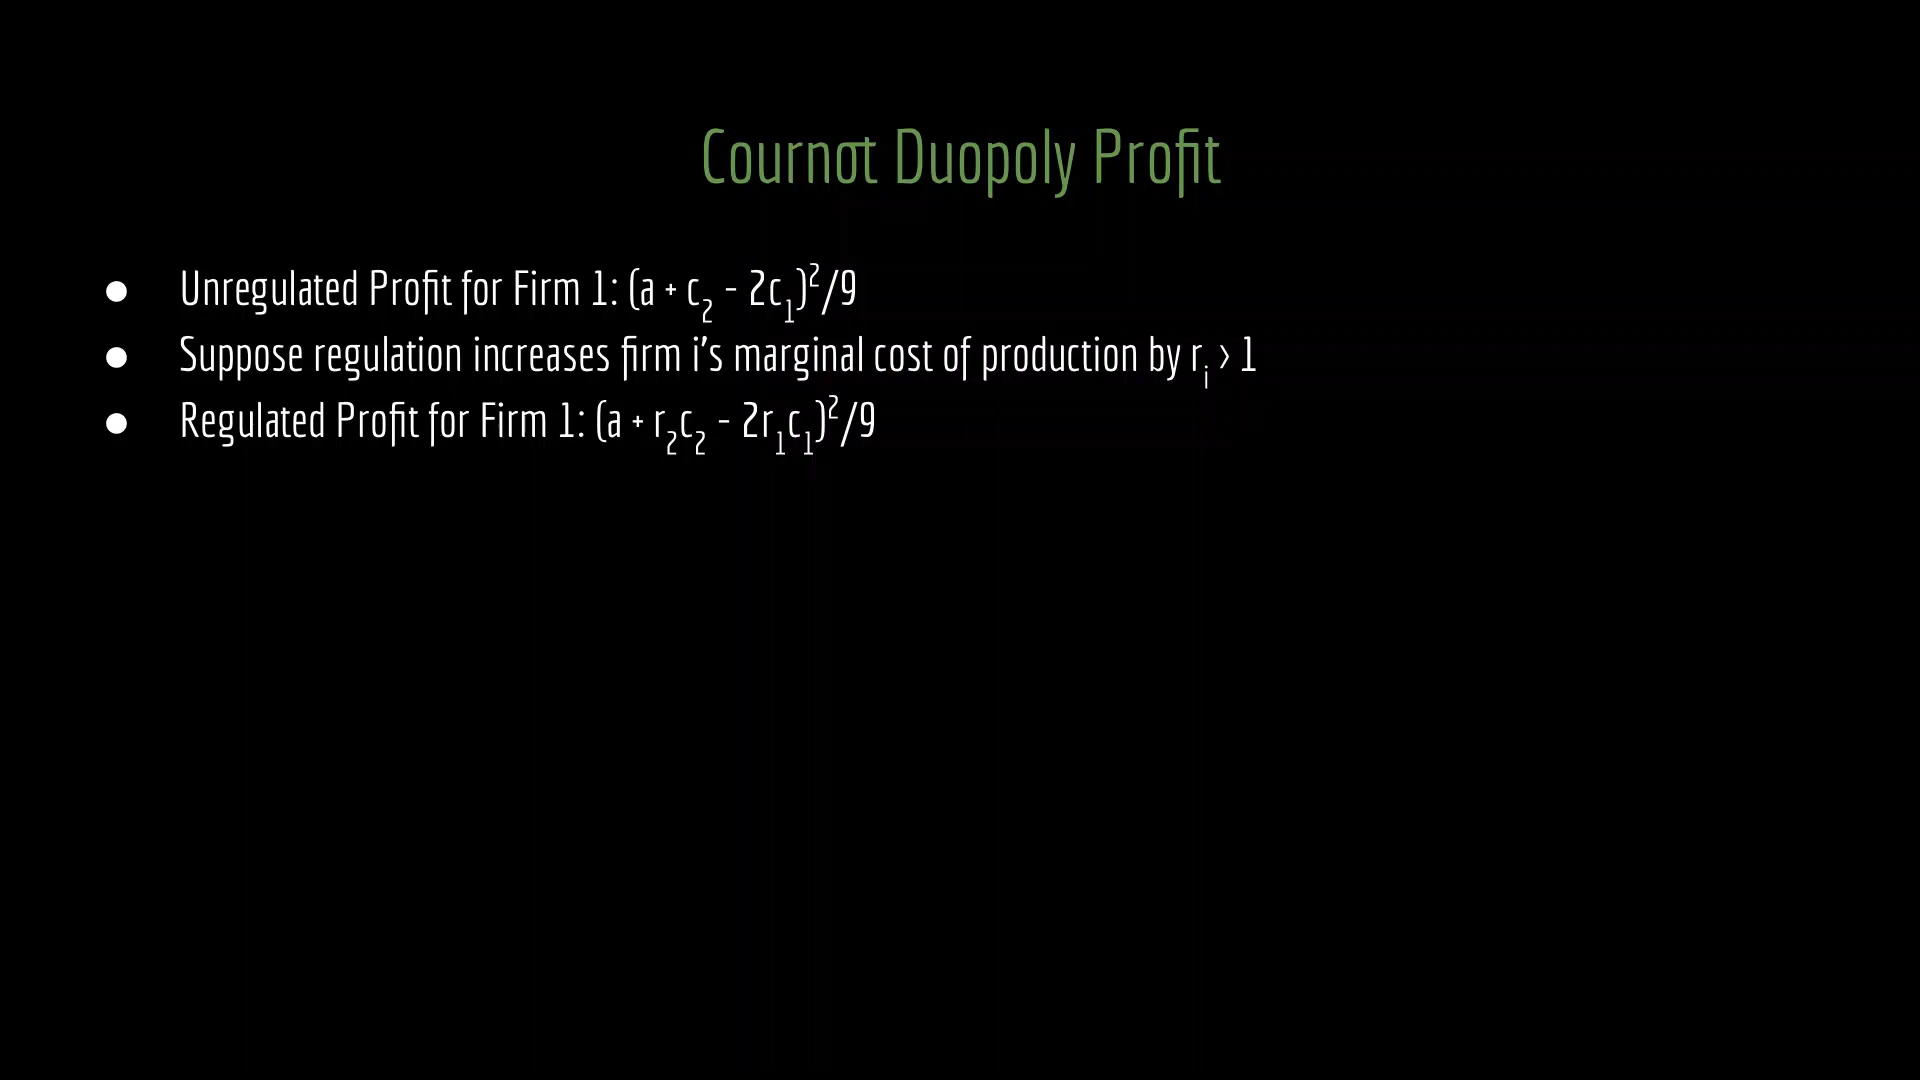 Cournot Duopoly Profit
● Unregulated Profit for Firm 1: (a + c₂ - 2c₁)²/9
● Suppose regulation increases firm i's marginal cost of production by rᵢ > 1
● Regulated Profit for Firm 1: (a + r₂c₂ - 2r₁c₁)²/9